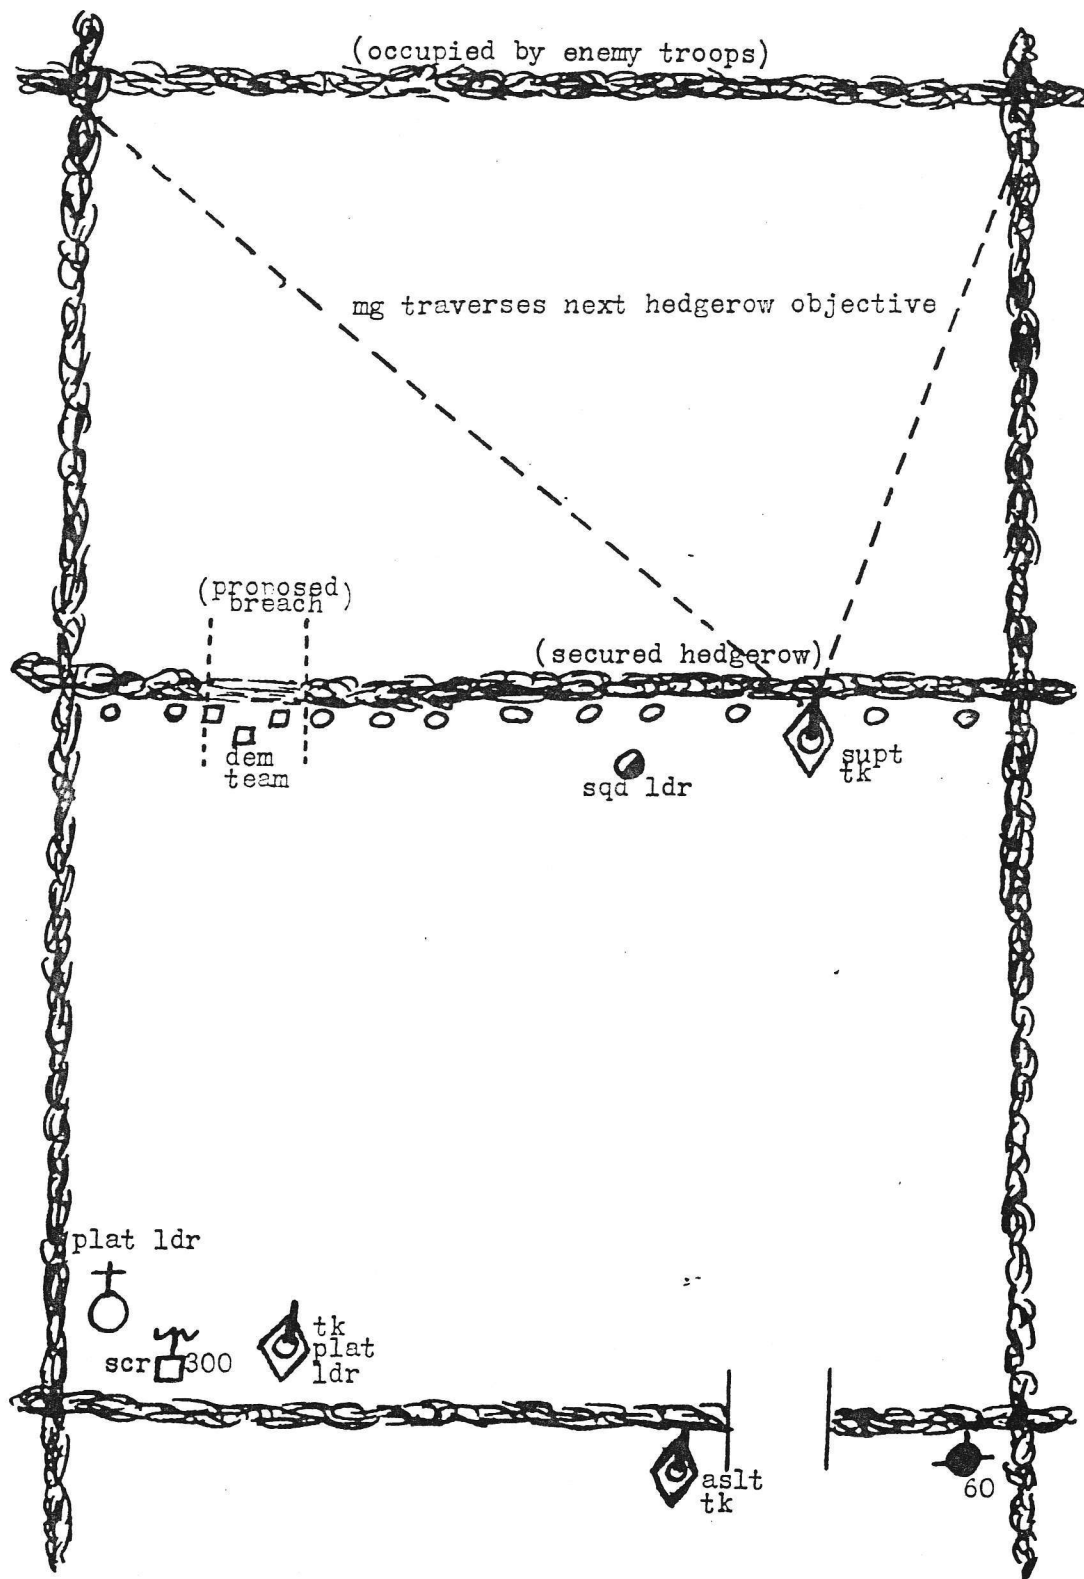 (occupied by enemy troops)
mg traverses next hedgerow objective
(proposed
breach)
(secured hedgerow)
dem
team
sqd ldr
supt
tk
plat ldr
scr 300
tk
plat
ldr
aslt
tk
60